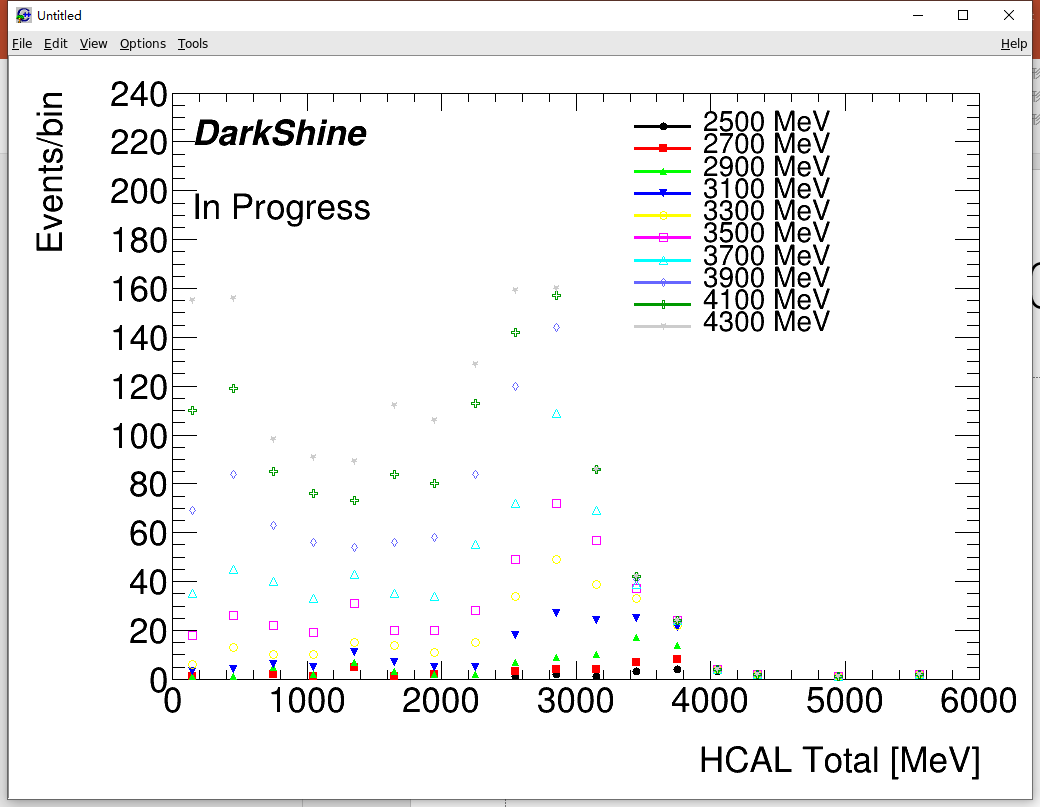 Untitled
File Edit View Options Tools Help
Events/bin
240
220
200
180
160
140
120
100
80
60
40
20
0
DarkShine
In Progress
2500 MeV
2700 MeV
2900 MeV
3100 MeV
3300 MeV
3500 MeV
3700 MeV
3900 MeV
4100 MeV
4300 MeV
0 1000 2000 3000 4000 5000 6000
HCAL Total [MeV]